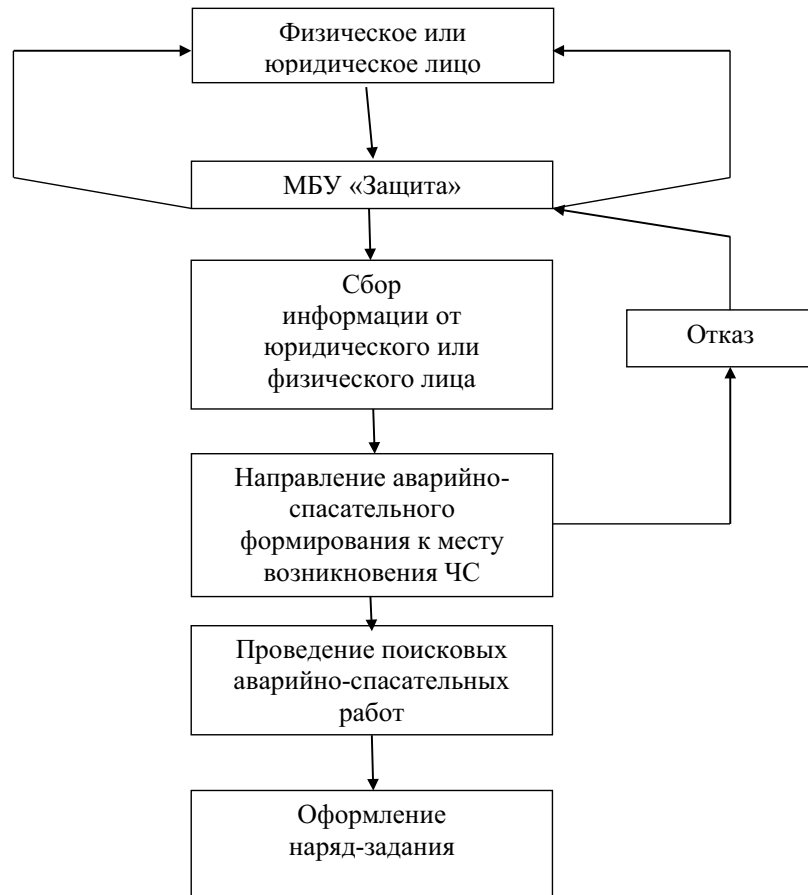 Физическое или
юридическое лицо
МБУ «Защита»
Сбор
информации от
юридического или
физического лица
Отказ
Направление аварийно-
спасательного
формирования к месту
возникновения ЧС
Проведение поисковых
аварийно-спасательных
работ
Оформление
наряд-задания